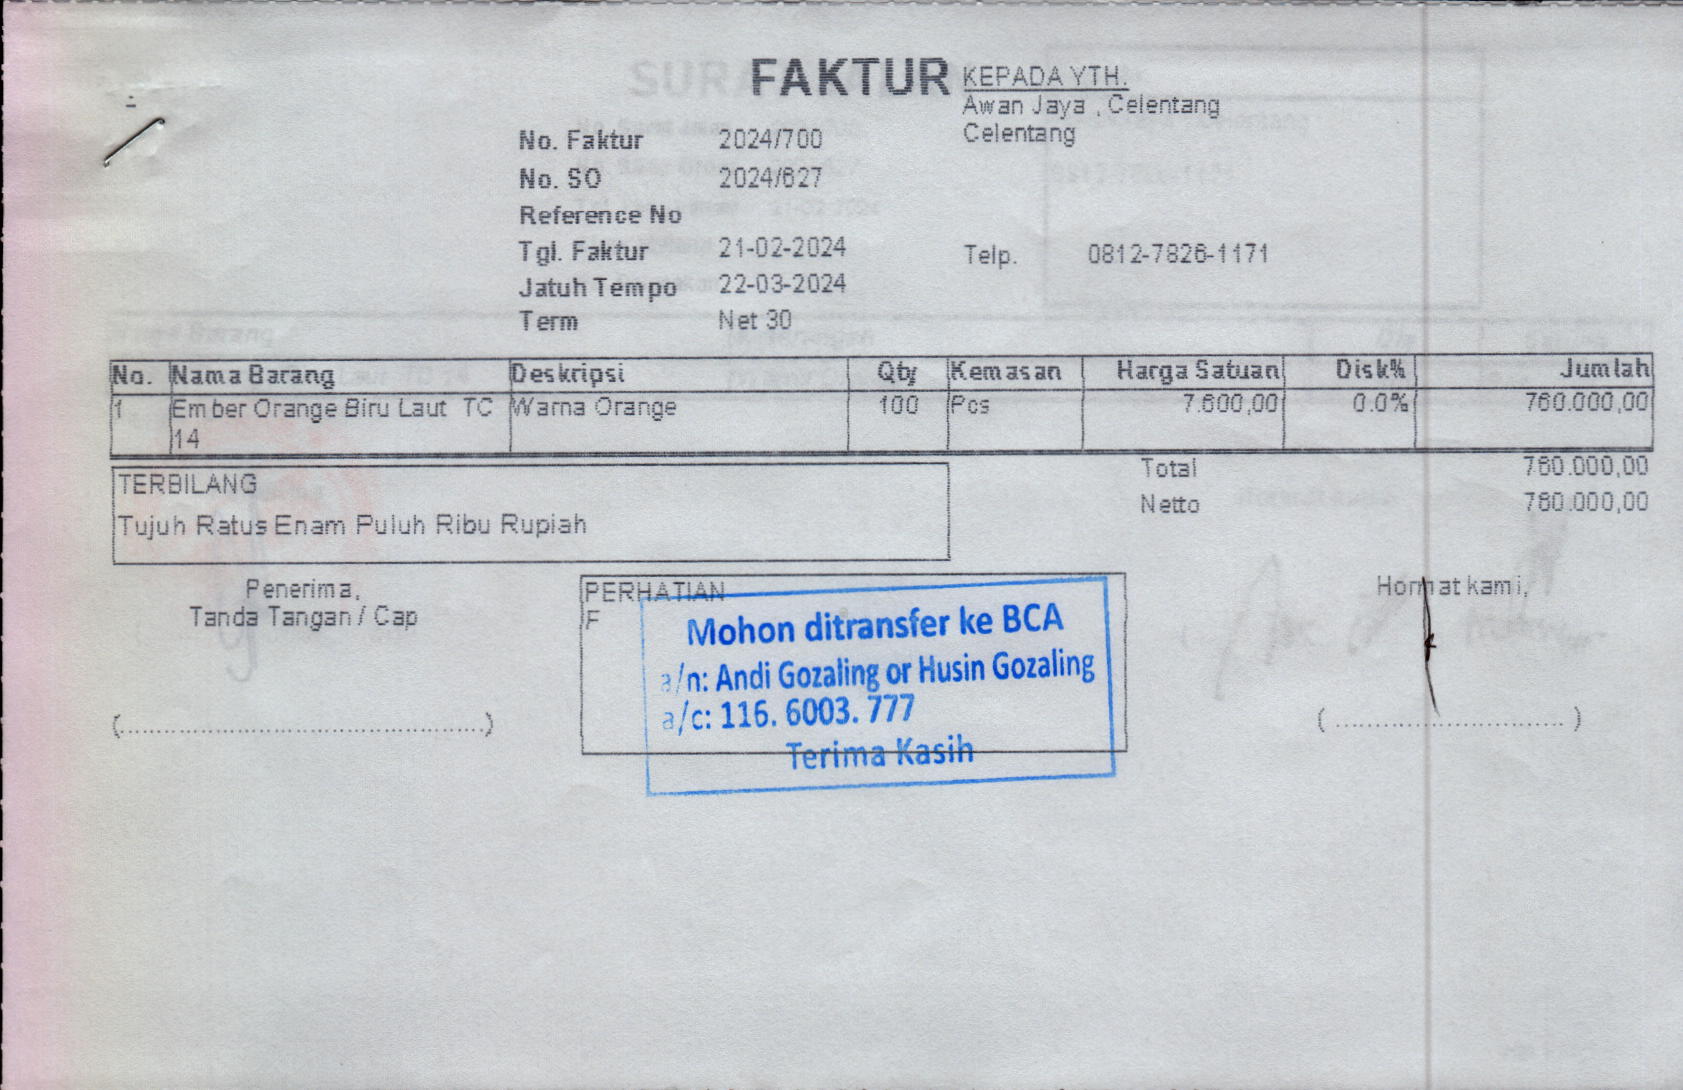 FAKTUR
KEPADA YTH.
Awan Jaya , Celentang
Celentang
No. Faktur 2024/700
No. SO 2024/627
Reference No
Tgl. Faktur 21-02-2024
Telp. 0812-7826-1171
Jatuh Tempo 22-03-2024
Term Net 30
No. Nama Barang Deskripsi Qty Kemasan Harga Satuan Disk% Jumlah
1 Ember Orange Biru Laut TC Warna Orange 100 Pcs 7.600,00 0.0% 760.000,00
14
Total 760.000,00
TERBILANG
Netto 760.000,00
Tujuh Ratus Enam Puluh Ribu Rupiah
Penerima,
Tanda Tangan / Cap
(................................................)
PERHATIAN
F
Mohon ditransfer ke BCA
a/n: Andi Gozaling or Husin Gozaling
a/c: 116. 6003. 777
Terima Kasih
Hormat kami,
( .............................. )